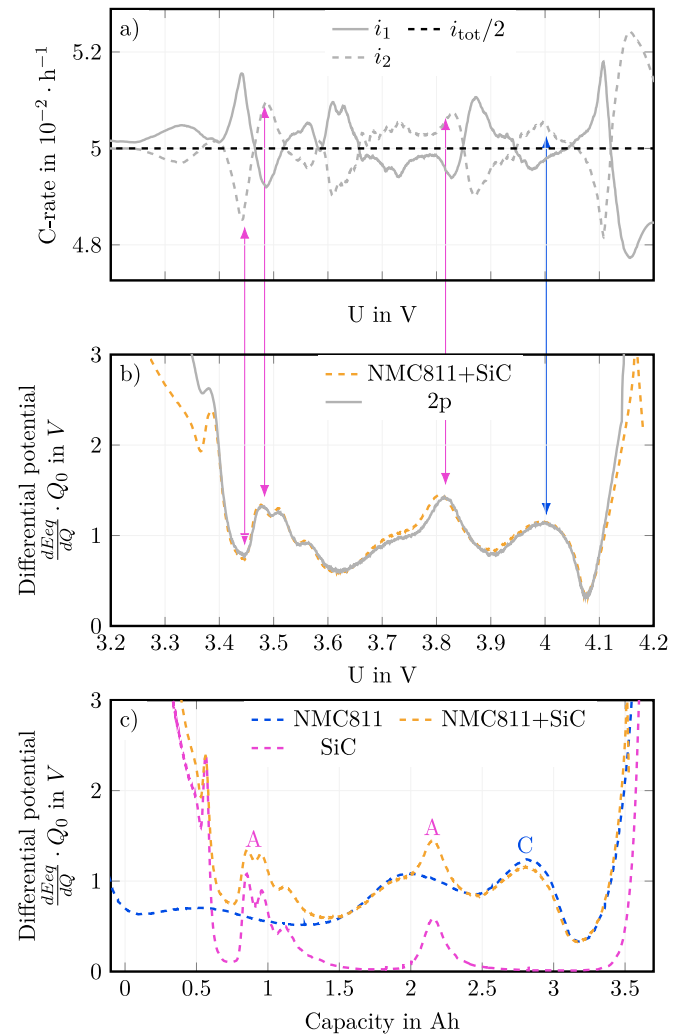 a)
i₁ i_tot/2
i₂
5.2
5
4.8
C-rate in 10⁻² · h⁻¹
U in V
b)
NMC811+SiC
2p
3
2
1
0
Differential potential
dEeq/dQ · Q₀ in V
3.2 3.3 3.4 3.5 3.6 3.7 3.8 3.9 4 4.1 4.2
U in V
c)
NMC811 NMC811+SiC
SiC
3
2
1
0
A A C
Differential potential
dEeq/dQ · Q₀ in V
0 0.5 1 1.5 2 2.5 3 3.5
Capacity in Ah